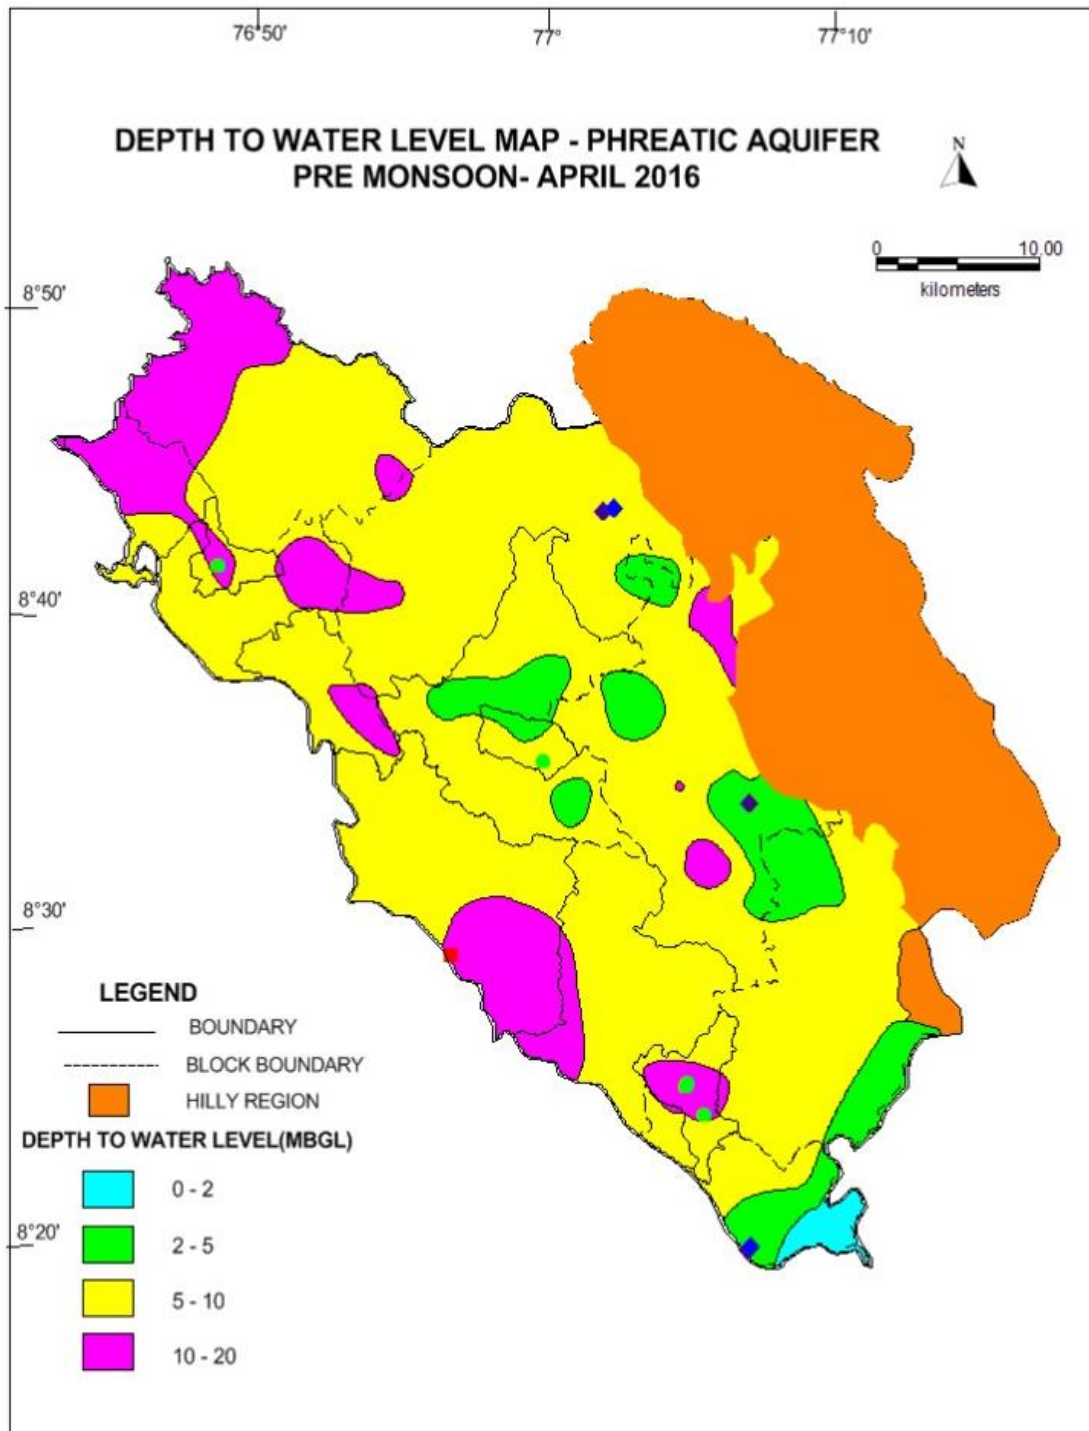 76°50' 77° 77°10'
DEPTH TO WATER LEVEL MAP - PHREATIC AQUIFER
PRE MONSOON- APRIL 2016
N
0 10.00
kilometers
8°50'
8°40'
8°30'
8°20'
LEGEND
BOUNDARY
BLOCK BOUNDARY
HILLY REGION
DEPTH TO WATER LEVEL(MBGL)
0 - 2
2 - 5
5 - 10
10 - 20